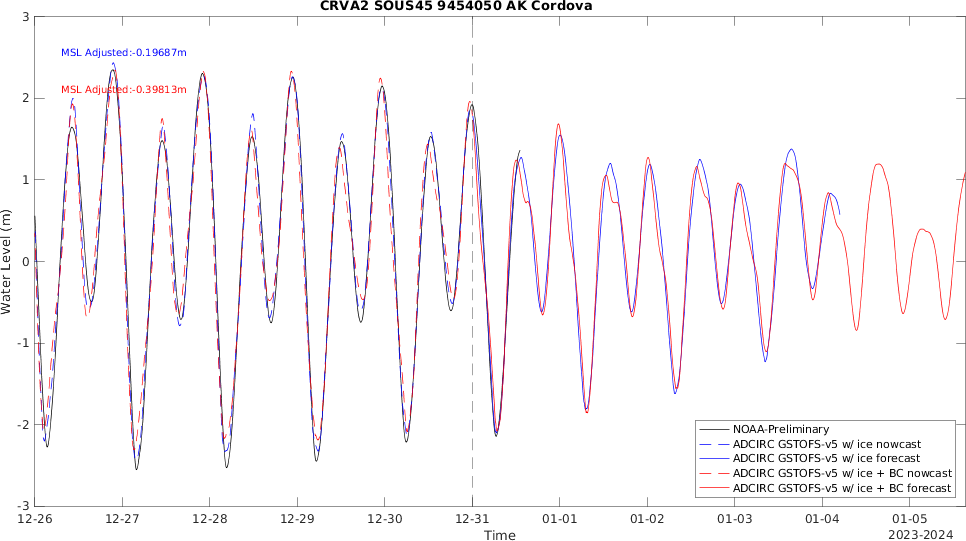 CRVA2 SOUS45 9454050 AK Cordova
MSL Adjusted:-0.19687m
MSL Adjusted:-0.39813m
Water Level (m)
3
2
1
0
-1
-2
-3
NOAA-Preliminary
ADCIRC GSTOFS-v5 w/ ice nowcast
ADCIRC GSTOFS-v5 w/ ice forecast
ADCIRC GSTOFS-v5 w/ ice + BC nowcast
ADCIRC GSTOFS-v5 w/ ice + BC forecast
12-26 12-27 12-28 12-29 12-30 12-31 01-01 01-02 01-03 01-04 01-05
Time
2023-2024